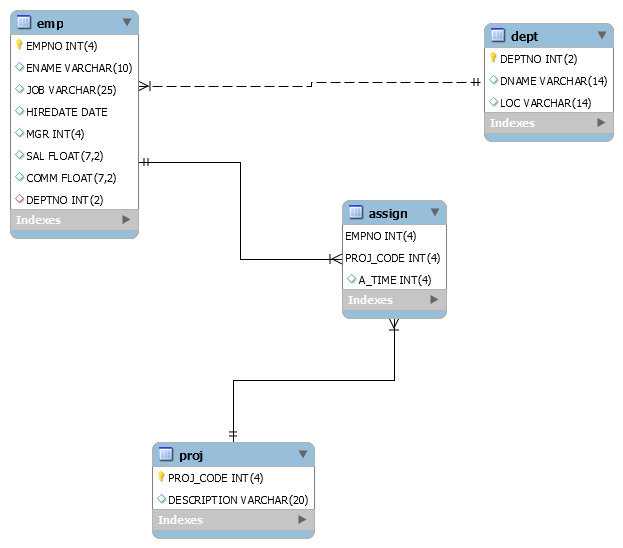 emp
EMPNO INT(4)
ENAME VARCHAR(10)
JOB VARCHAR(25)
HIREDATE DATE
MGR INT(4)
SAL FLOAT(7,2)
COMM FLOAT(7,2)
DEPTNO INT(2)
Indexes
dept
DEPTNO INT(2)
DNAME VARCHAR(14)
LOC VARCHAR(14)
Indexes
assign
EMPNO INT(4)
PROJ_CODE INT(4)
A_TIME INT(4)
Indexes
proj
PROJ_CODE INT(4)
DESCRIPTION VARCHAR(20)
Indexes